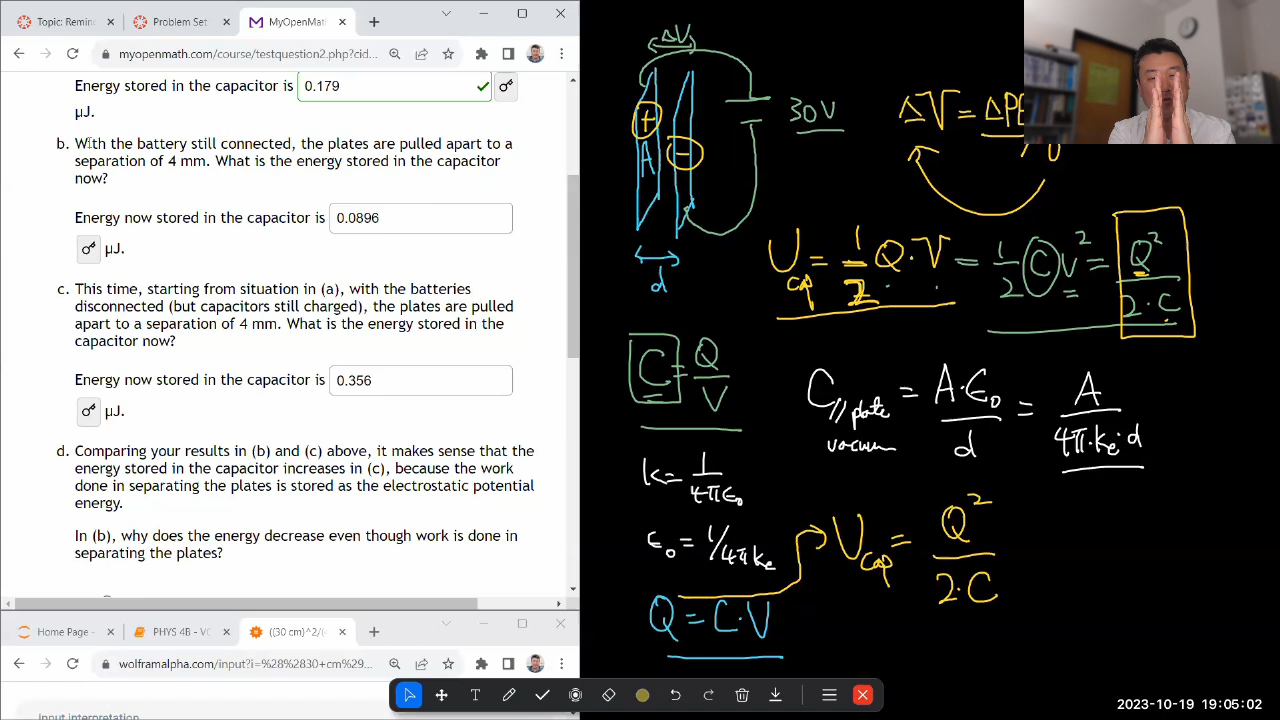 Topic: Remin
Problem Set
MyOpenMath
myopenmath.com/course/testquestion2.php?cid...
Energy stored in the capacitor is 0.179
μJ.
b. With the battery still connected, the plates are pulled apart to a
separation of 4 mm. What is the energy stored in the capacitor
now?
Energy now stored in the capacitor is 0.0896
μJ.
c. This time, starting from situation in (a), with the batteries
disconnected (but capacitors still charged), the plates are pulled
apart to a separation of 4 mm. What is the energy stored in the
capacitor now?
Energy now stored in the capacitor is 0.356
μJ.
d. Comparing your results in (b) and (c) above, it makes sense that the
energy stored in the capacitor increases in (c), because the work
done in separating the plates is stored as the electrostatic potential
energy.
In (b), why does the energy decrease even though work is done in
separating the plates?
Home Page -
PHYS 4B - VC
((30 cm)^2/(4
wolframalpha.com/input?i=%28%2830+cm%29...
Input interpretation
ΔV
+
−
A
d
30V
ΔV = ΔPE
U cap = 1/2 Q·V = 1/2 C V² = Q²/2·C
C = Q/V
C // plate vacuum = A·ε₀/d = A/4π·kₑ·d
k = 1/4πε₀
ε₀ = 1/4πkₑ
U cap = Q²/2·C
Q = C·V
T
2023-10-19 19:05:02